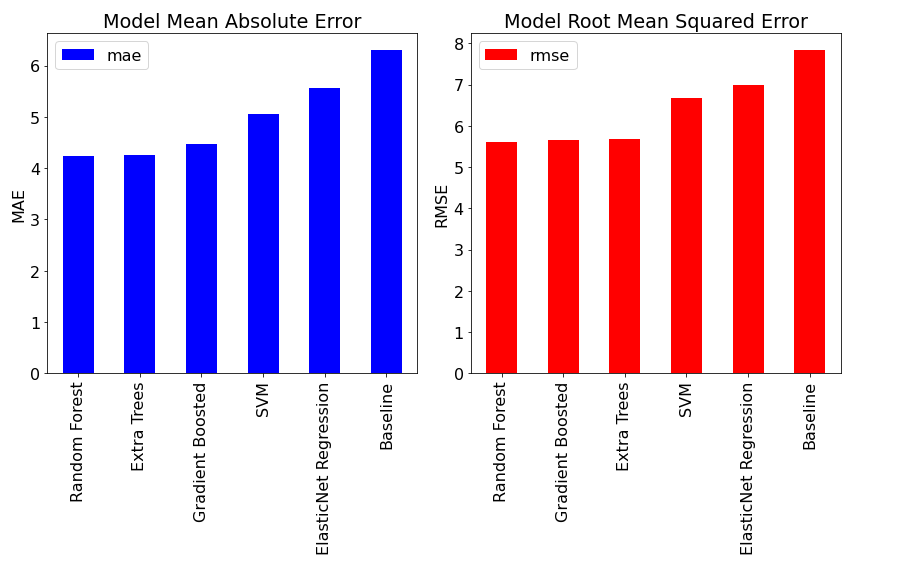 Model Mean Absolute Error
mae
MAE
6
5
4
3
2
1
0
Random Forest
Extra Trees
Gradient Boosted
SVM
ElasticNet Regression
Baseline
Model Root Mean Squared Error
rmse
RMSE
8
7
6
5
4
3
2
1
0
Random Forest
Gradient Boosted
Extra Trees
SVM
ElasticNet Regression
Baseline